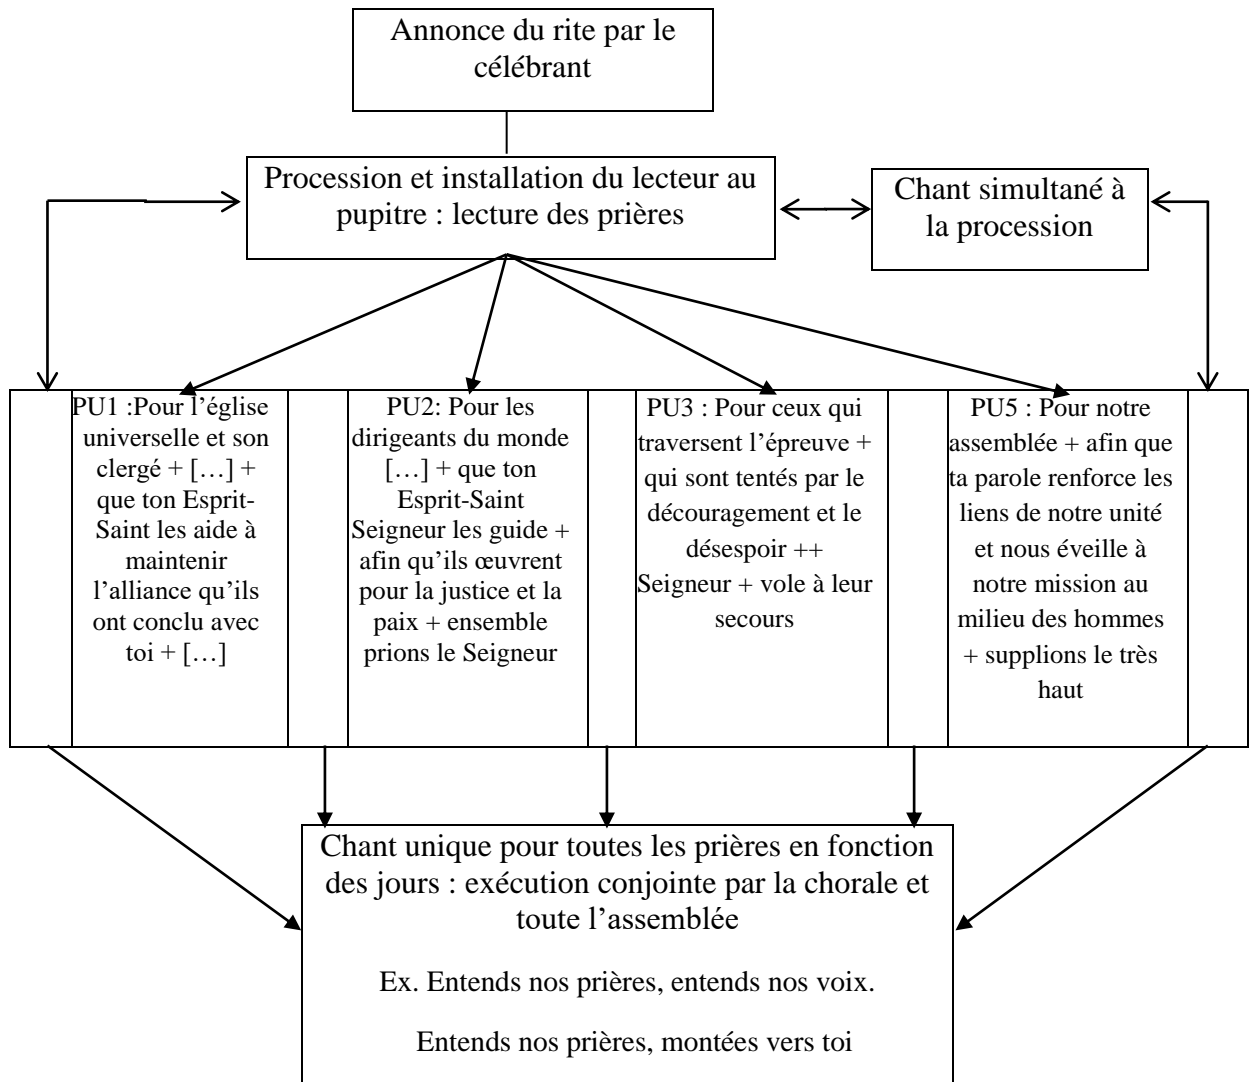 Annonce du rite par le
célébrant
Procession et installation du lecteur au
pupitre : lecture des prières
Chant simultané à
la procession
PU1 :Pour l’église
universelle et son
clergé + […] +
que ton Esprit-
Saint les aide à
maintenir
l’alliance qu’ils
ont conclu avec
toi + […]
PU2: Pour les
dirigeants du monde
[…] + que ton
Esprit-Saint
Seigneur les guide +
afin qu’ils œuvrent
pour la justice et la
paix + ensemble
prions le Seigneur
PU3 : Pour ceux qui
traversent l’épreuve +
qui sont tentés par le
découragement et le
désespoir ++
Seigneur + vole à leur
secours
PU5 : Pour notre
assemblée + afin que
ta parole renforce les
liens de notre unité
et nous éveille à
notre mission au
milieu des hommes
+ supplions le très
haut
Chant unique pour toutes les prières en fonction
des jours : exécution conjointe par la chorale et
toute l’assemblée
Ex. Entends nos prières, entends nos voix.
Entends nos prières, montées vers toi